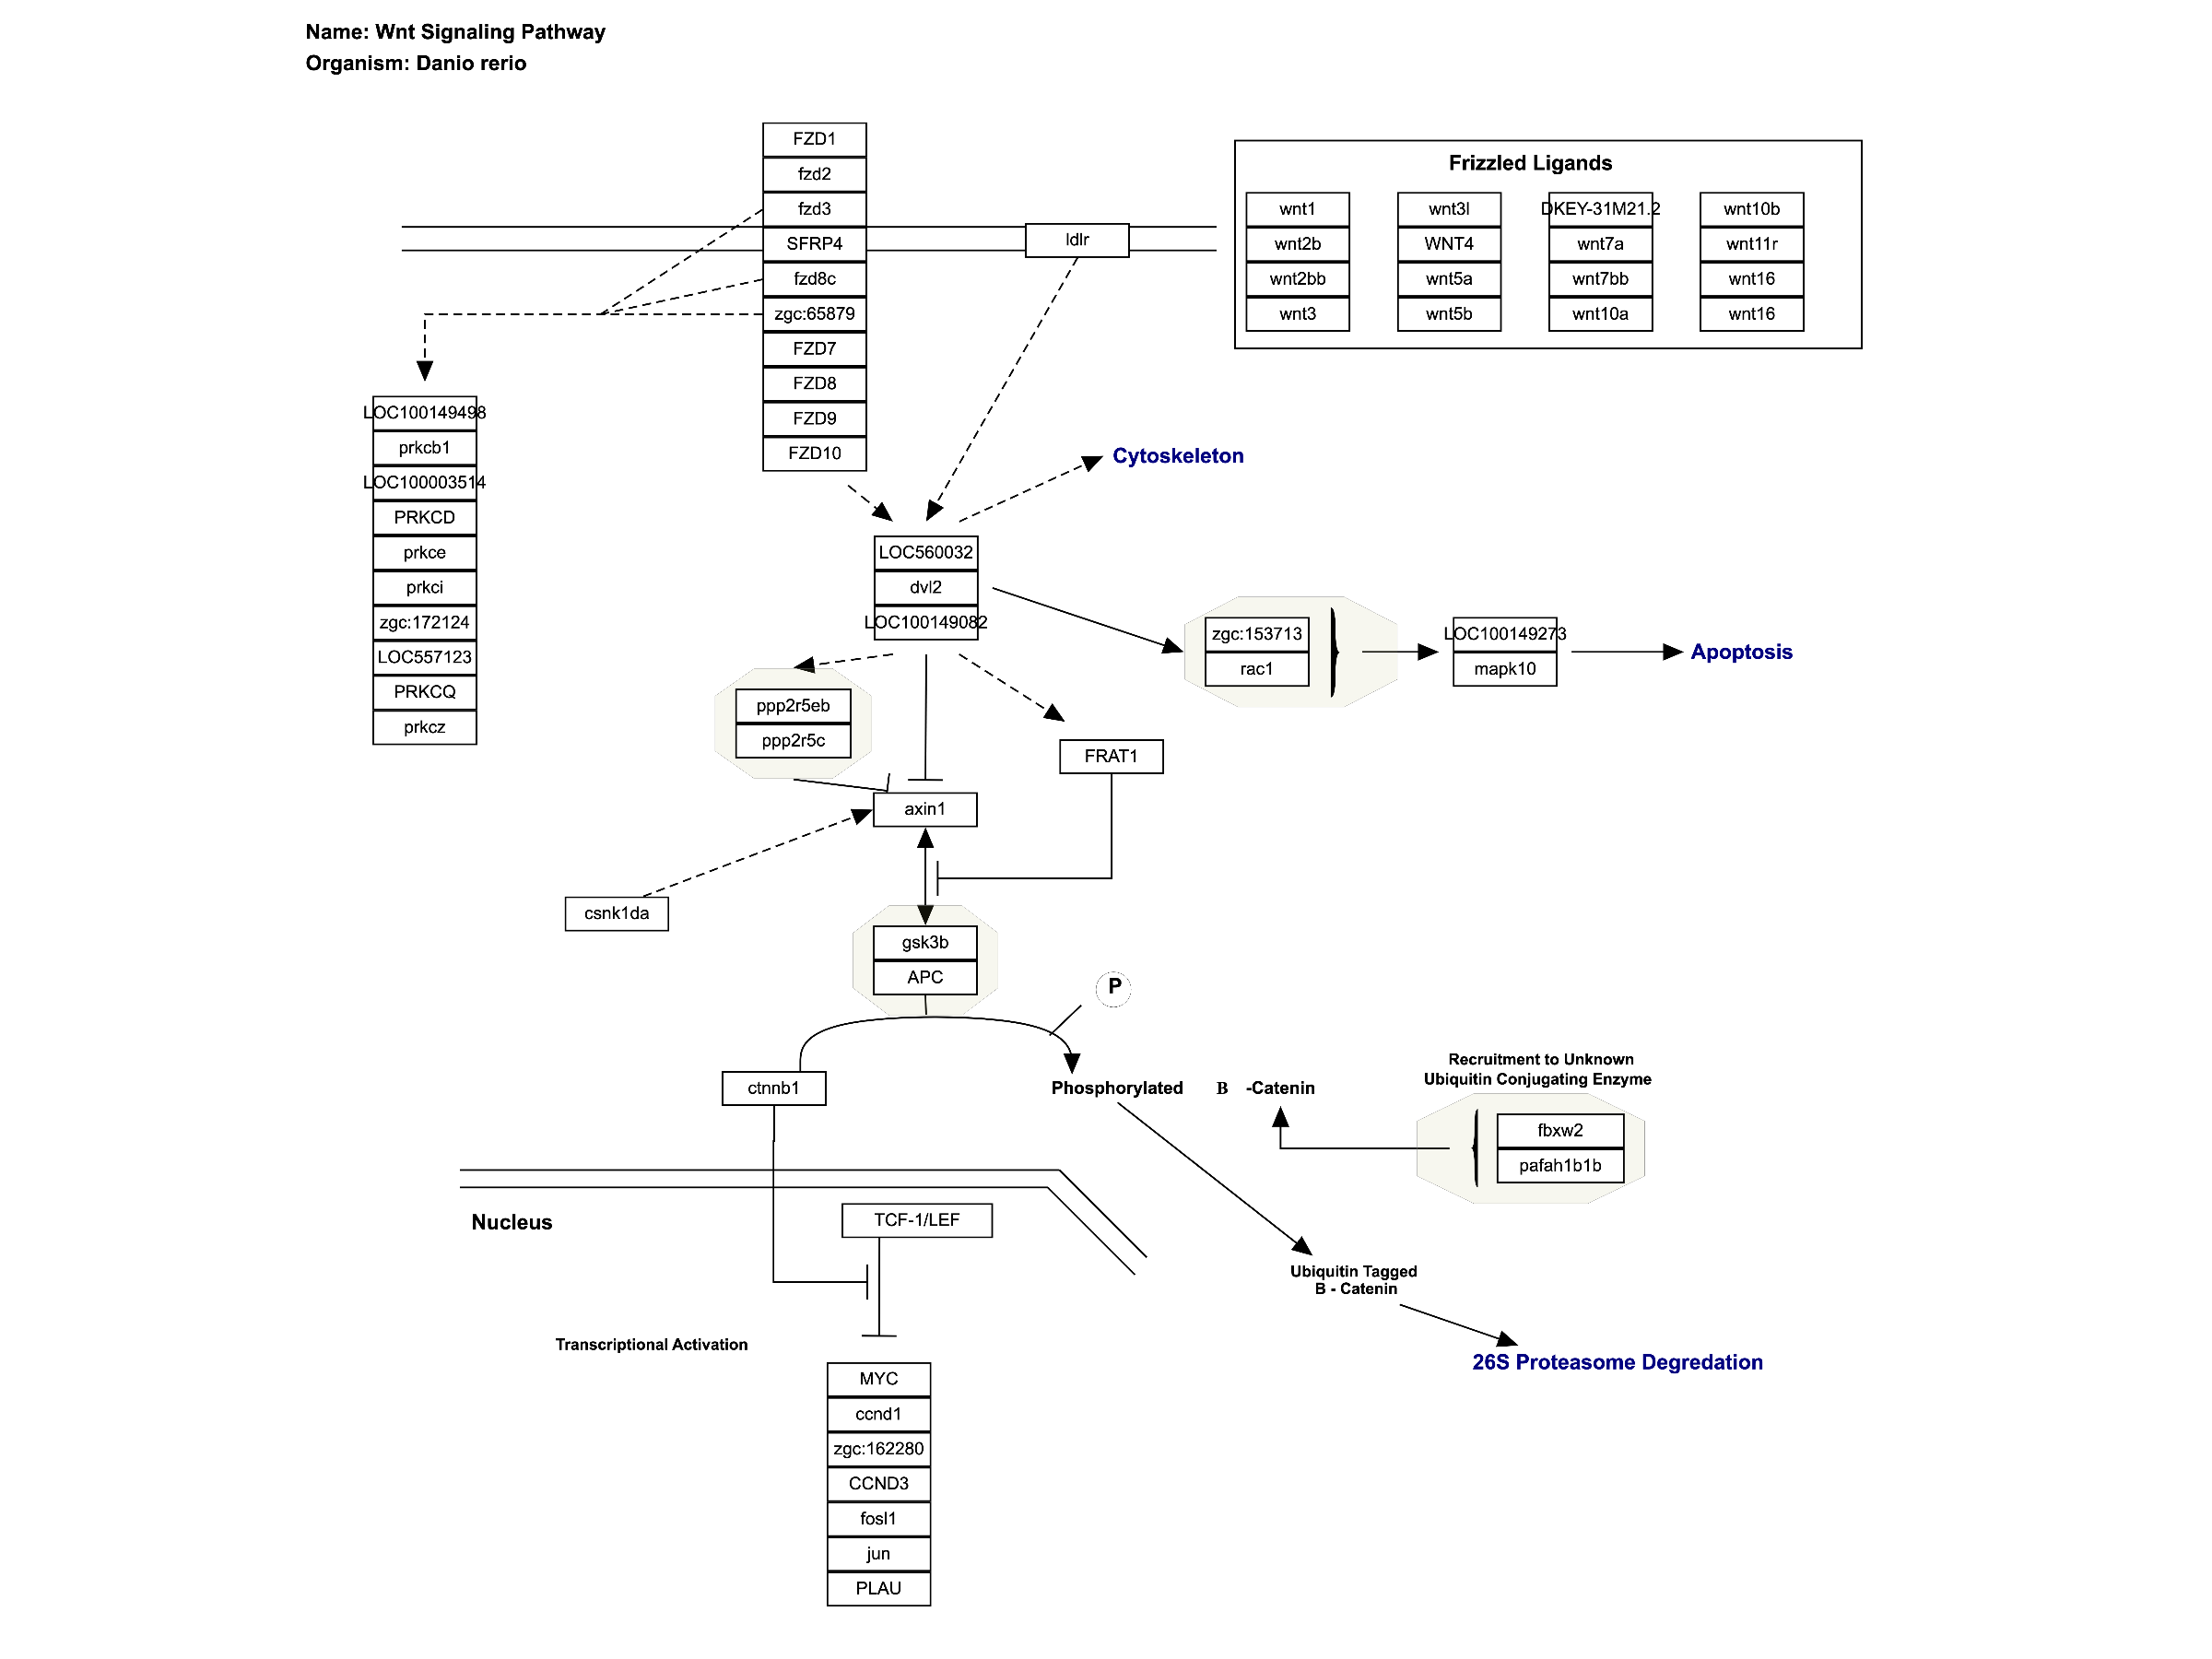 Name: Wnt Signaling Pathway
Organism: Danio rerio
FZD1
fzd2
fzd3
SFRP4
fzd8c
zgc:65879
FZD7
FZD8
FZD9
FZD10
ldlr
Frizzled Ligands
wnt1 wnt3l DKEY-31M21.2 wnt10b
wnt2b WNT4 wnt7a wnt11r
wnt2bb wnt5a wnt7bb wnt16
wnt3 wnt5b wnt10a wnt16
LOC100149498
prkcb1
LOC100003514
PRKCD
prkce
prkci
zgc:172124
LOC557123
PRKCQ
prkcz
Cytoskeleton
LOC560032
dvl2
LOC100149082
zgc:153713
rac1
LOC100149273
mapk10
Apoptosis
ppp2r5eb
ppp2r5c
FRAT1
axin1
csnk1da
gsk3b
APC
P
ctnnb1
Phosphorylated B -Catenin
Recruitment to Unknown
Ubiquitin Conjugating Enzyme
fbxw2
pafah1b1b
Nucleus
TCF-1/LEF
Ubiquitin Tagged
B - Catenin
Transcriptional Activation
26S Proteasome Degredation
MYC
ccnd1
zgc:162280
CCND3
fosl1
jun
PLAU